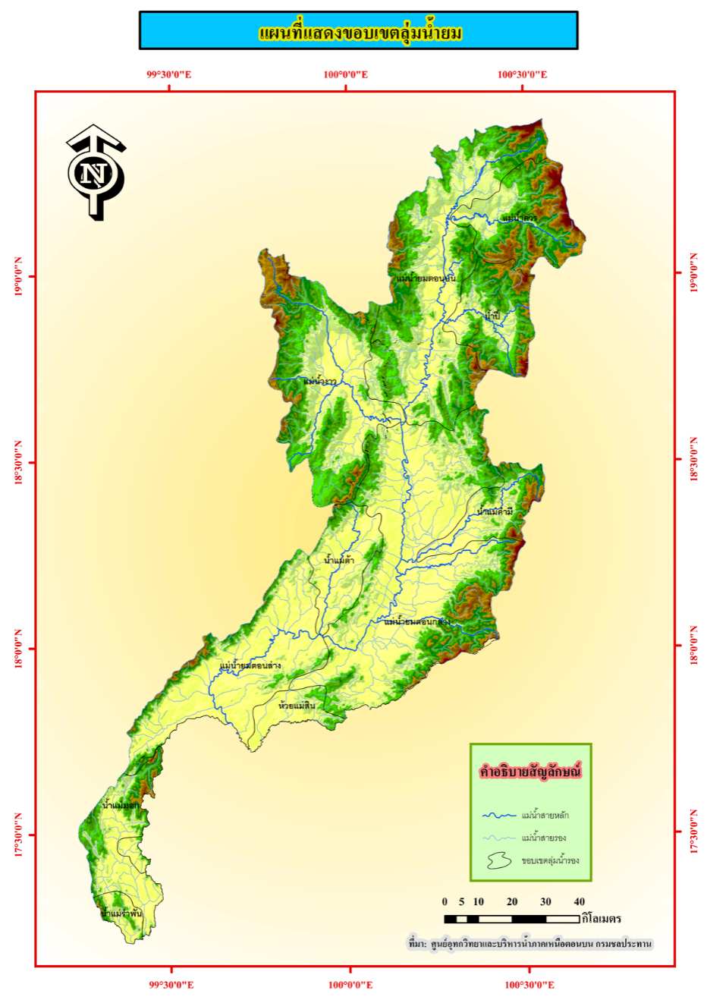 แผนที่แสดงขอบเขตลุ่มน้ำยม
99°30'0"E 100°0'0"E 100°30'0"E
N
แม่น้ำควร
19°0'0"N 19°0'0"N
แม่น้ำยมตอนบน
น้ำปี้
แม่น้ำงาว
18°30'0"N 18°30'0"N
น้ำแม่คำมี
น้ำแม่ต้า
แม่น้ำยมตอนกลาง
18°0'0"N 18°0'0"N
แม่น้ำยมตอนล่าง
ห้วยแม่สิน
คำอธิบายสัญลักษณ์
น้ำแม่มอก
แม่น้ำสายหลัก
17°30'0"N 17°30'0"N
แม่น้ำสายรอง
ขอบเขตลุ่มน้ำรอง
น้ำแม่รำพัน
0 5 10 20 30 40
กิโลเมตร
ที่มา: ศูนย์อุทกวิทยาและบริหารน้ำภาคเหนือตอนบน กรมชลประทาน
99°30'0"E 100°0'0"E 100°30'0"E